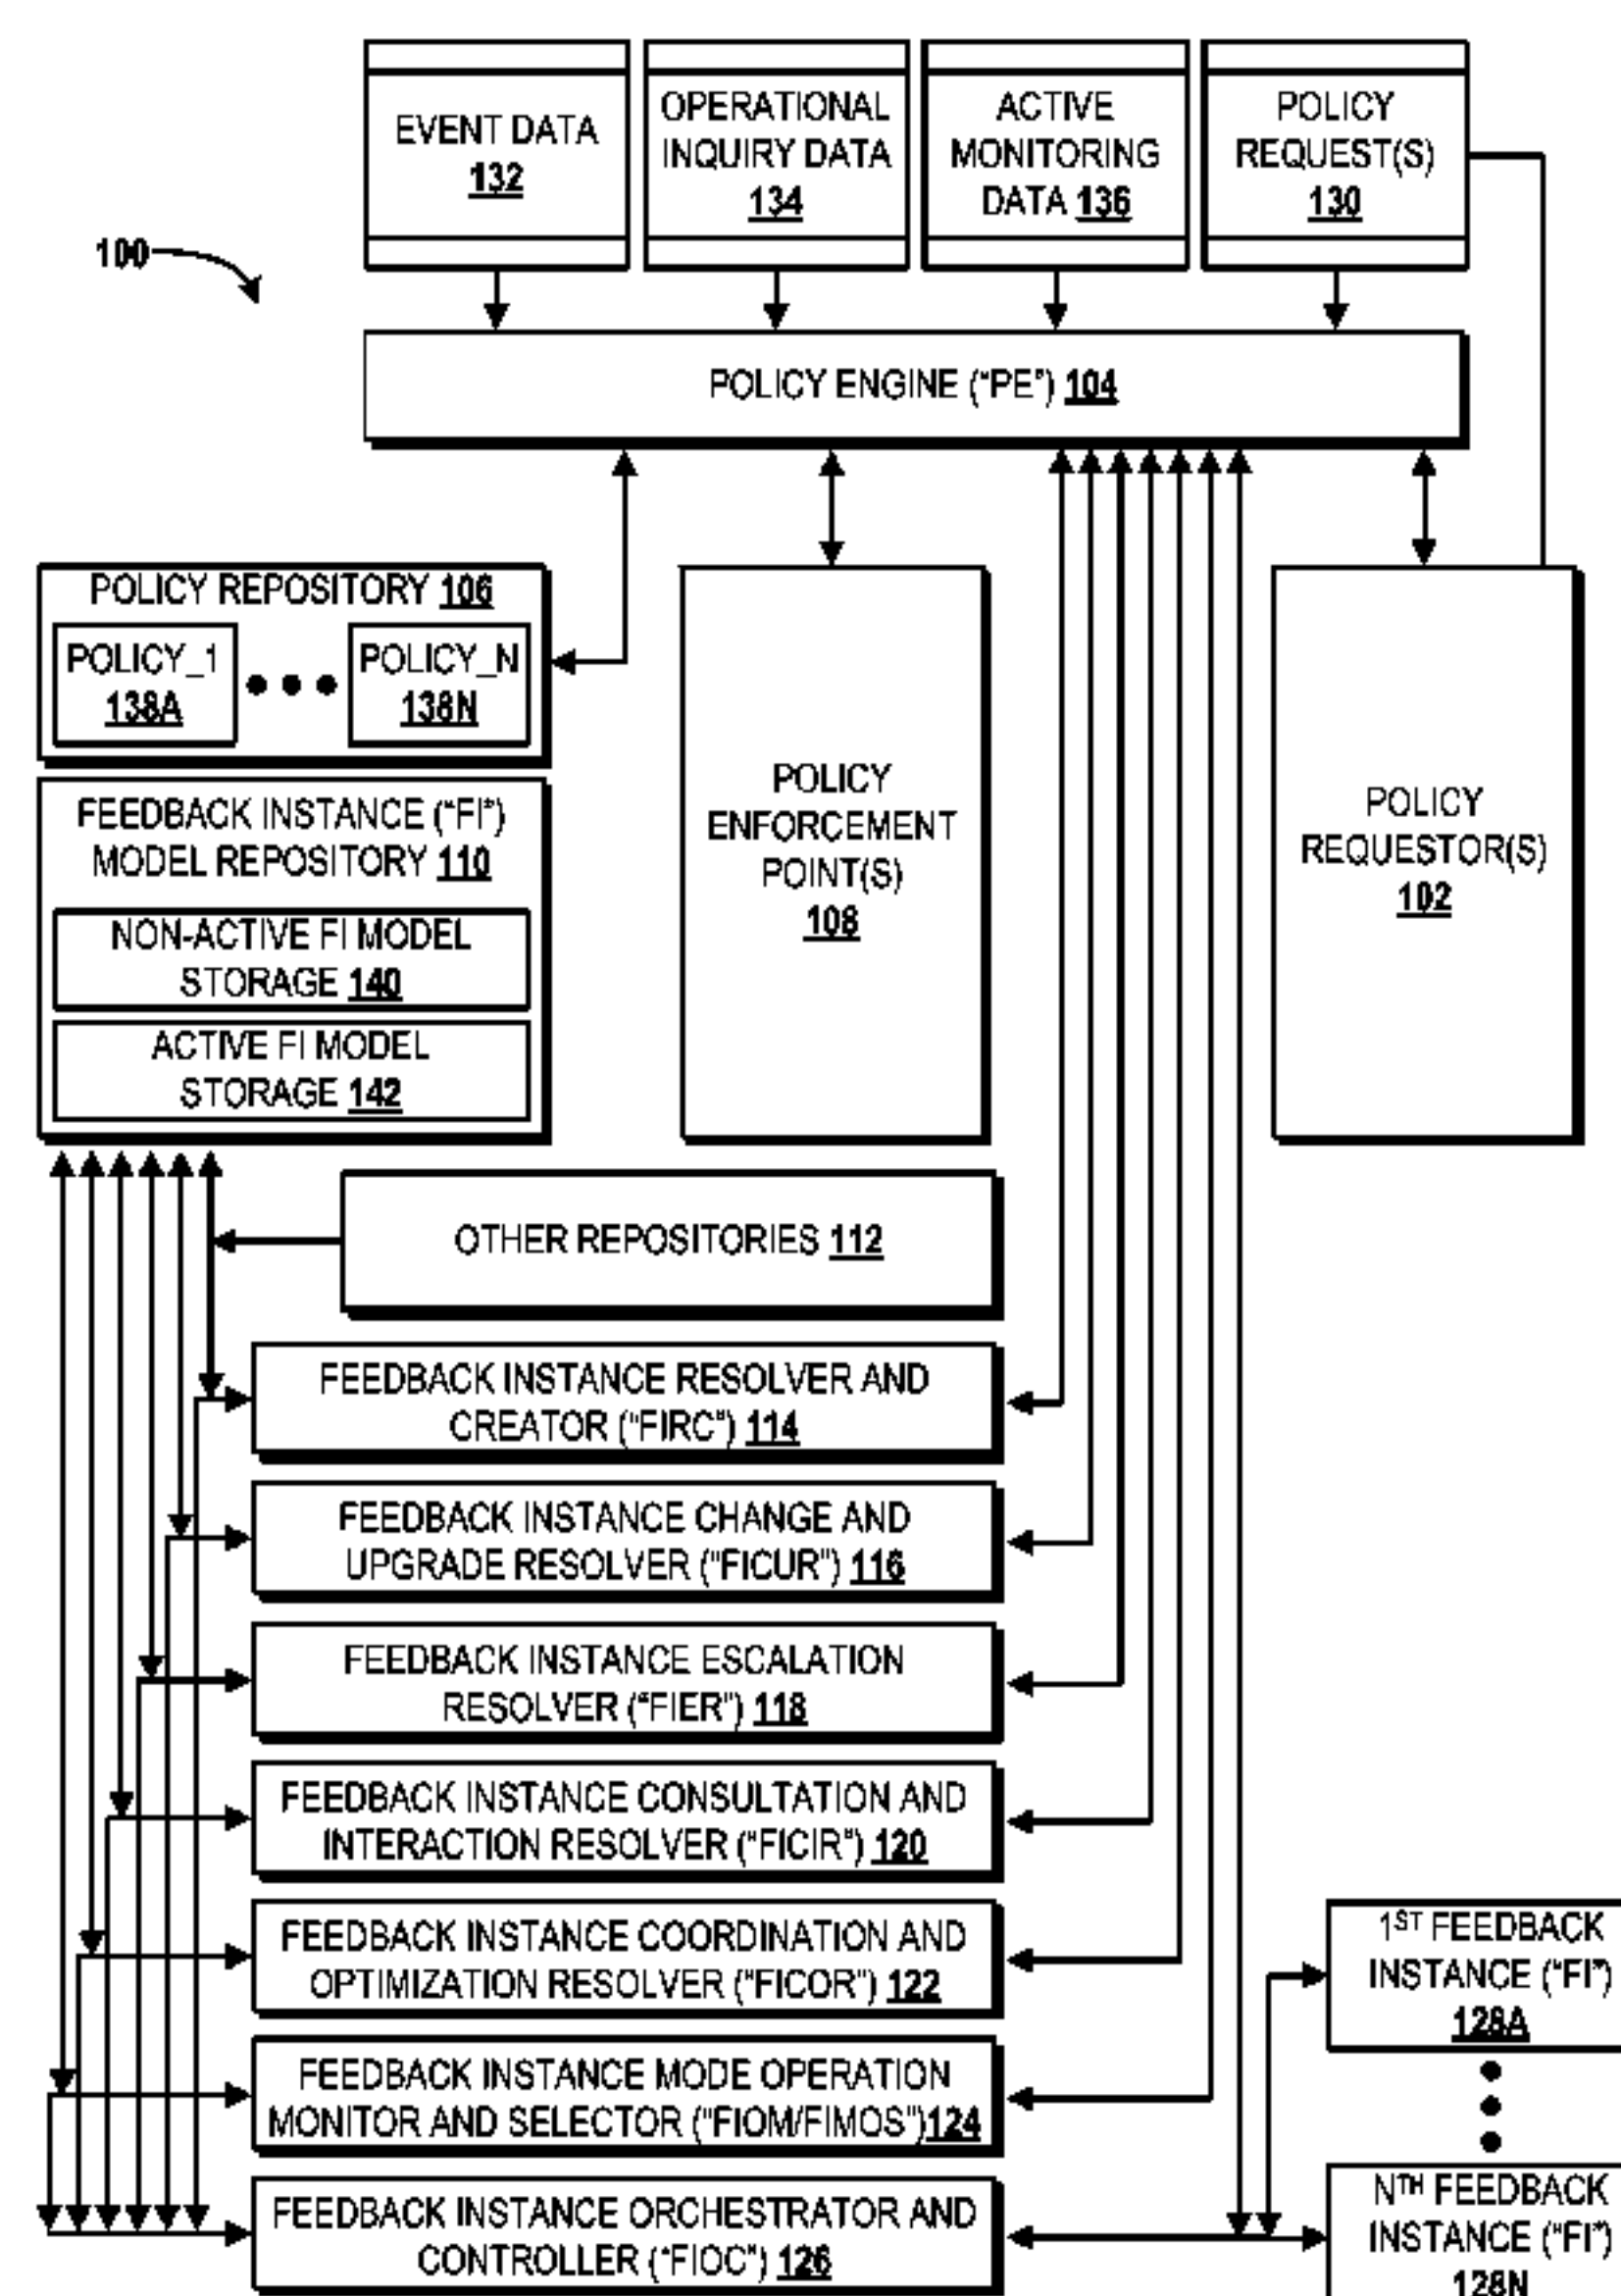 EVENT DATA
132
OPERATIONAL
INQUIRY DATA
134
ACTIVE
MONITORING
DATA 136
POLICY
REQUEST(S)
130
100
POLICY ENGINE ("PE") 104
POLICY REPOSITORY 106
POLICY_1
138A
POLICY_N
138N
FEEDBACK INSTANCE ("FI")
MODEL REPOSITORY 110
NON-ACTIVE FI MODEL
STORAGE 140
ACTIVE FI MODEL
STORAGE 142
POLICY
ENFORCEMENT
POINT(S)
108
POLICY
REQUESTOR(S)
102
OTHER REPOSITORIES 112
FEEDBACK INSTANCE RESOLVER AND
CREATOR ("FIRC") 114
FEEDBACK INSTANCE CHANGE AND
UPGRADE RESOLVER ("FICUR") 116
FEEDBACK INSTANCE ESCALATION
RESOLVER ("FIER") 118
FEEDBACK INSTANCE CONSULTATION AND
INTERACTION RESOLVER ("FICIR") 120
FEEDBACK INSTANCE COORDINATION AND
OPTIMIZATION RESOLVER ("FICOR") 122
FEEDBACK INSTANCE MODE OPERATION
MONITOR AND SELECTOR ("FIOM/FIMOS")124
FEEDBACK INSTANCE ORCHESTRATOR AND
CONTROLLER ("FIOC") 126
1ST FEEDBACK
INSTANCE ("FI")
128A
NTH FEEDBACK
INSTANCE ("FI")
128N